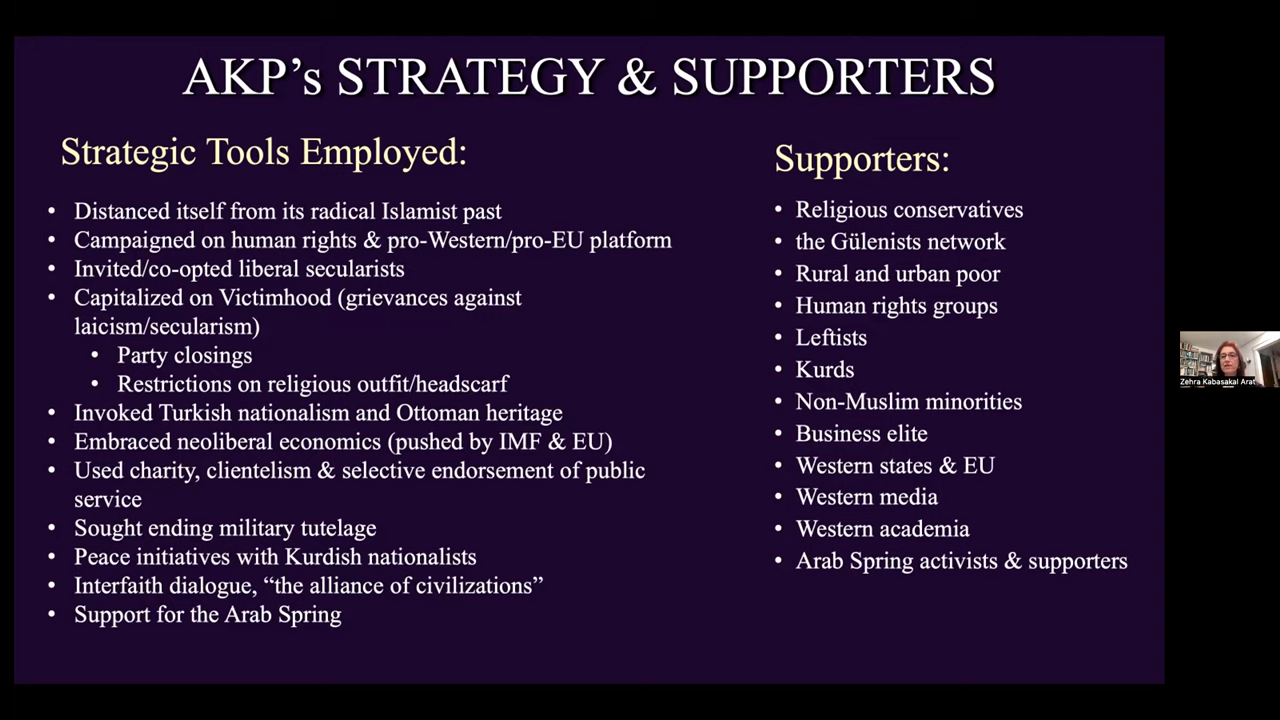 AKP's STRATEGY & SUPPORTERS
Strategic Tools Employed:
• Distanced itself from its radical Islamist past
• Campaigned on human rights & pro-Western/pro-EU platform
• Invited/co-opted liberal secularists
• Capitalized on Victimhood (grievances against
laicism/secularism)
• Party closings
• Restrictions on religious outfit/headscarf
• Invoked Turkish nationalism and Ottoman heritage
• Embraced neoliberal economics (pushed by IMF & EU)
• Used charity, clientelism & selective endorsement of public
service
• Sought ending military tutelage
• Peace initiatives with Kurdish nationalists
• Interfaith dialogue, “the alliance of civilizations”
• Support for the Arab Spring
Supporters:
• Religious conservatives
• the Gülenists network
• Rural and urban poor
• Human rights groups
• Leftists
• Kurds
• Non-Muslim minorities
• Business elite
• Western states & EU
• Western media
• Western academia
• Arab Spring activists & supporters
Zehra Kabasakal Arat